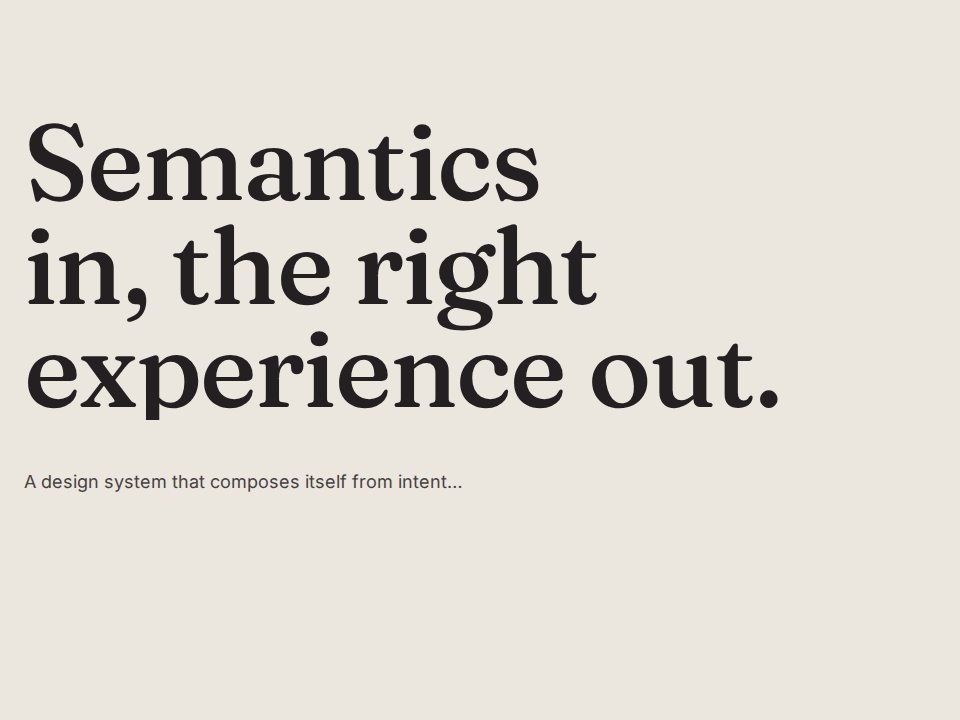 Semantics
in, the right
experience out.
A design system that composes itself from intent...